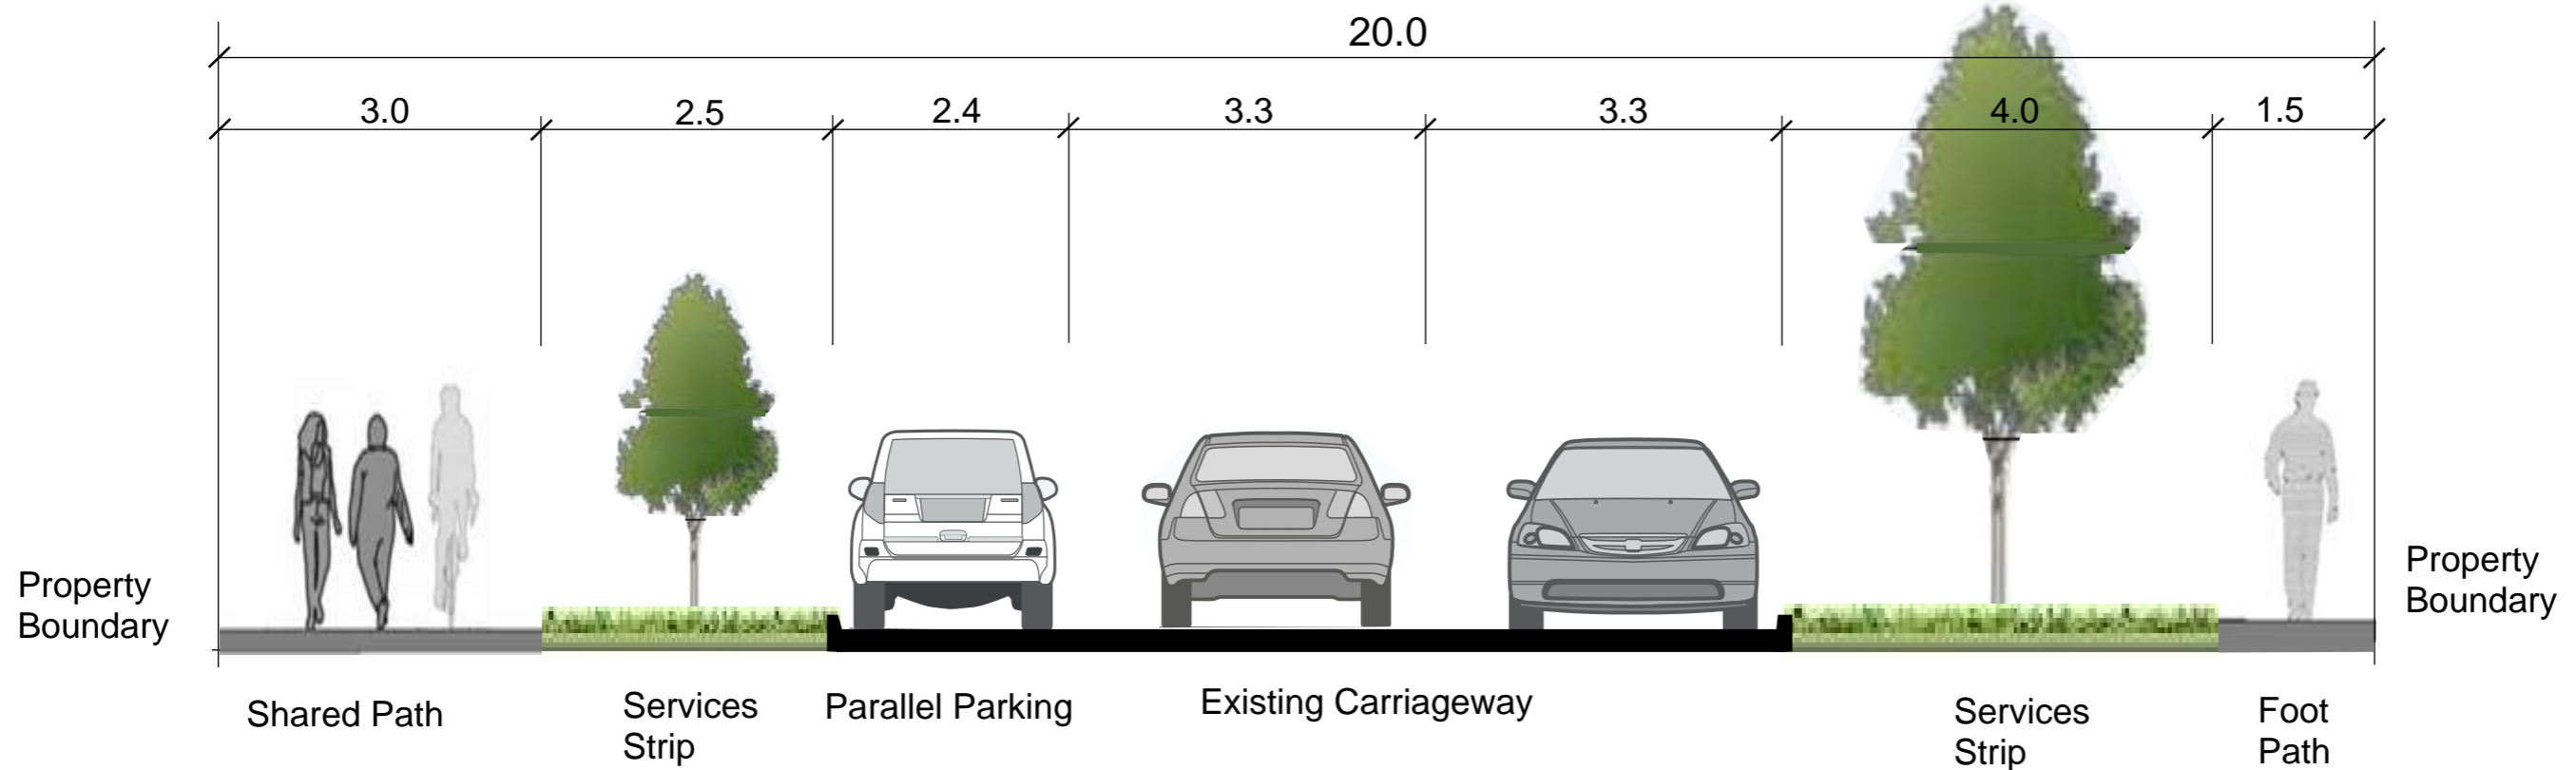 20.0
3.0
2.5
2.4
3.3
3.3
4.0
1.5
Property
Boundary
Property
Boundary
Shared Path
Services
Strip
Parallel Parking
Existing Carriageway
Services
Strip
Foot
Path